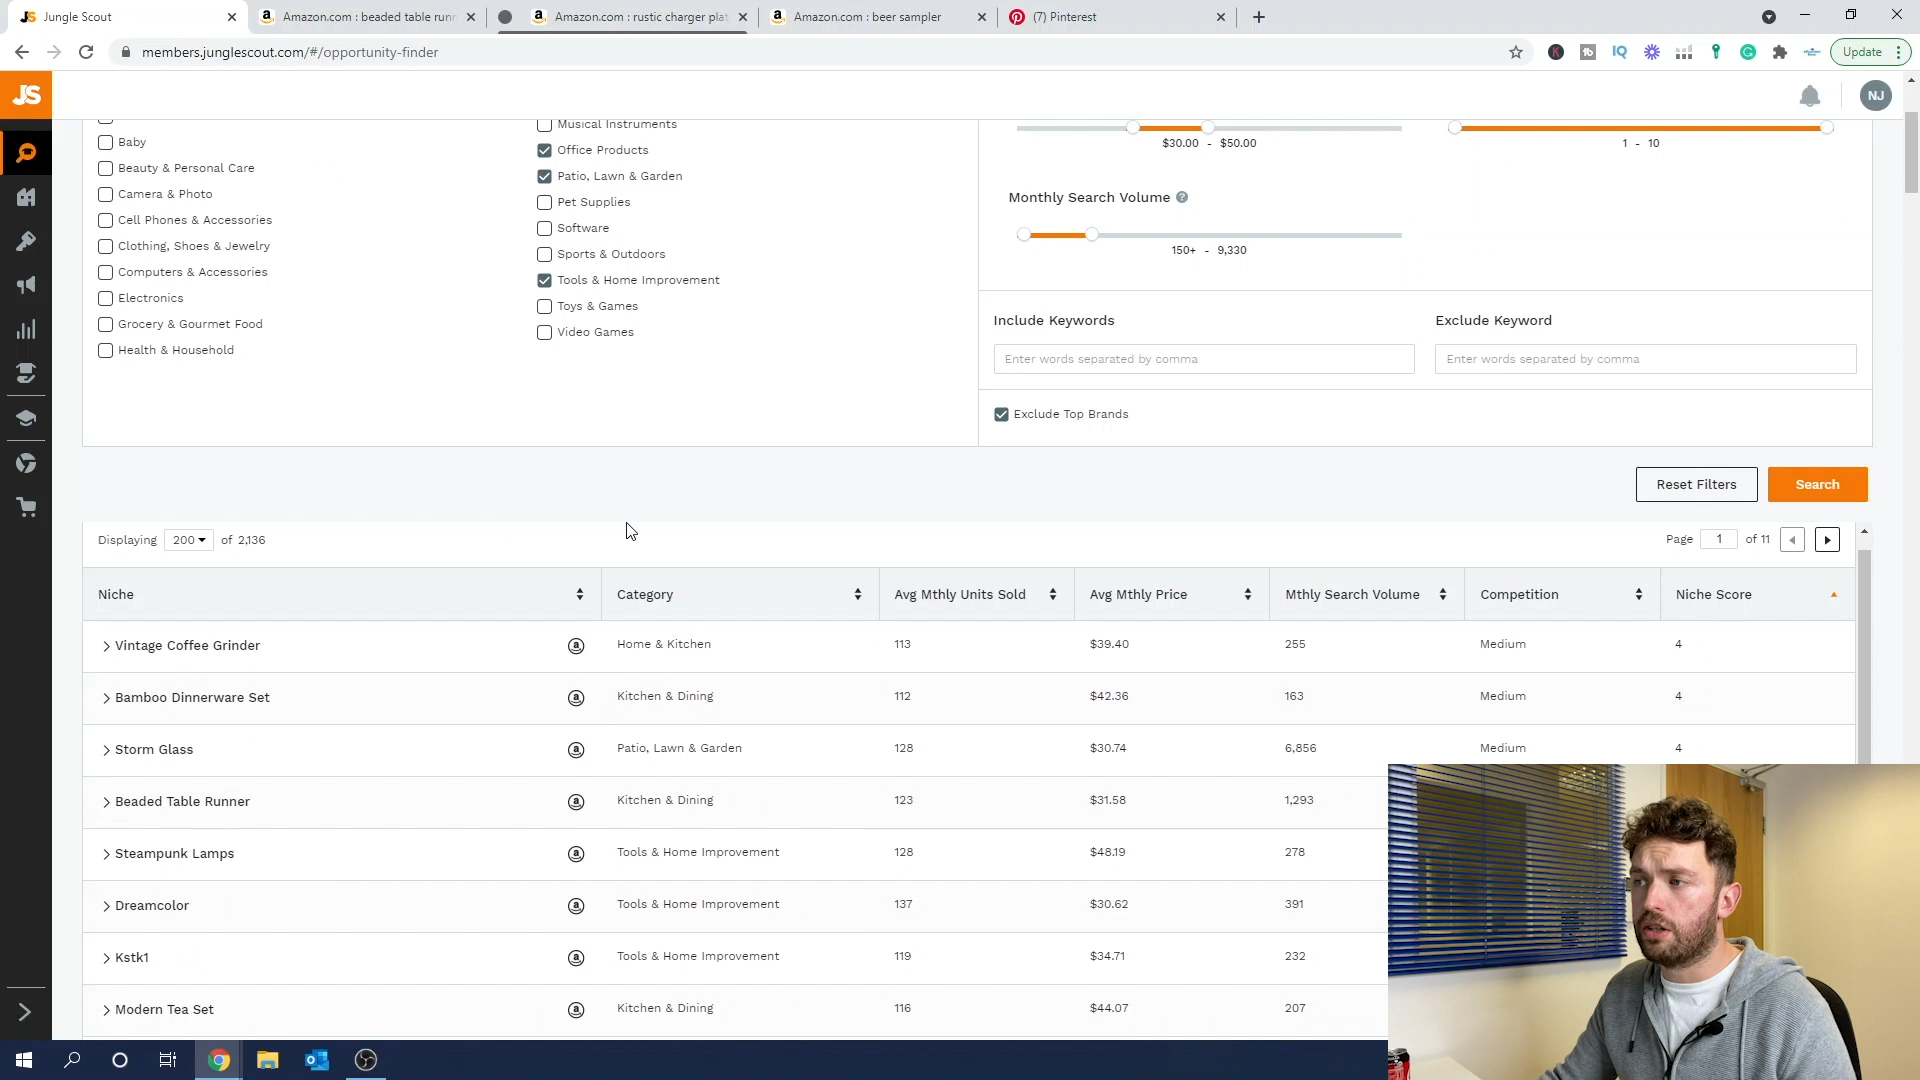 JS Jungle Scout
a Amazon.com : beaded table runn
a Amazon.com : rustic charger plat
a Amazon.com : beer sampler
(7) Pinterest
members.junglescout.com/#/opportunity-finder
K
tb
IQ
G
Update
JS
NJ
Baby
Beauty & Personal Care
Camera & Photo
Cell Phones & Accessories
Clothing, Shoes & Jewelry
Computers & Accessories
Electronics
Grocery & Gourmet Food
Health & Household
Musical Instruments
Office Products
Patio, Lawn & Garden
Pet Supplies
Software
Sports & Outdoors
Tools & Home Improvement
Toys & Games
Video Games
$30.00 - $50.00
1 - 10
Monthly Search Volume ?
150+ - 9,330
Include Keywords
Enter words separated by comma
Exclude Keyword
Enter words separated by comma
Exclude Top Brands
Reset Filters
Search
Displaying 200 of 2,136
Page 1 of 11
Niche Category Avg Mthly Units Sold Avg Mthly Price Mthly Search Volume Competition Niche Score
Vintage Coffee Grinder a Home & Kitchen 113 $39.40 255 Medium 4
Bamboo Dinnerware Set a Kitchen & Dining 112 $42.36 163 Medium 4
Storm Glass a Patio, Lawn & Garden 128 $30.74 6,856 Medium 4
Beaded Table Runner a Kitchen & Dining 123 $31.58 1,293
Steampunk Lamps a Tools & Home Improvement 128 $48.19 278
Dreamcolor a Tools & Home Improvement 137 $30.62 391
Kstk1 a Tools & Home Improvement 119 $34.71 232
Modern Tea Set a Kitchen & Dining 116 $44.07 207